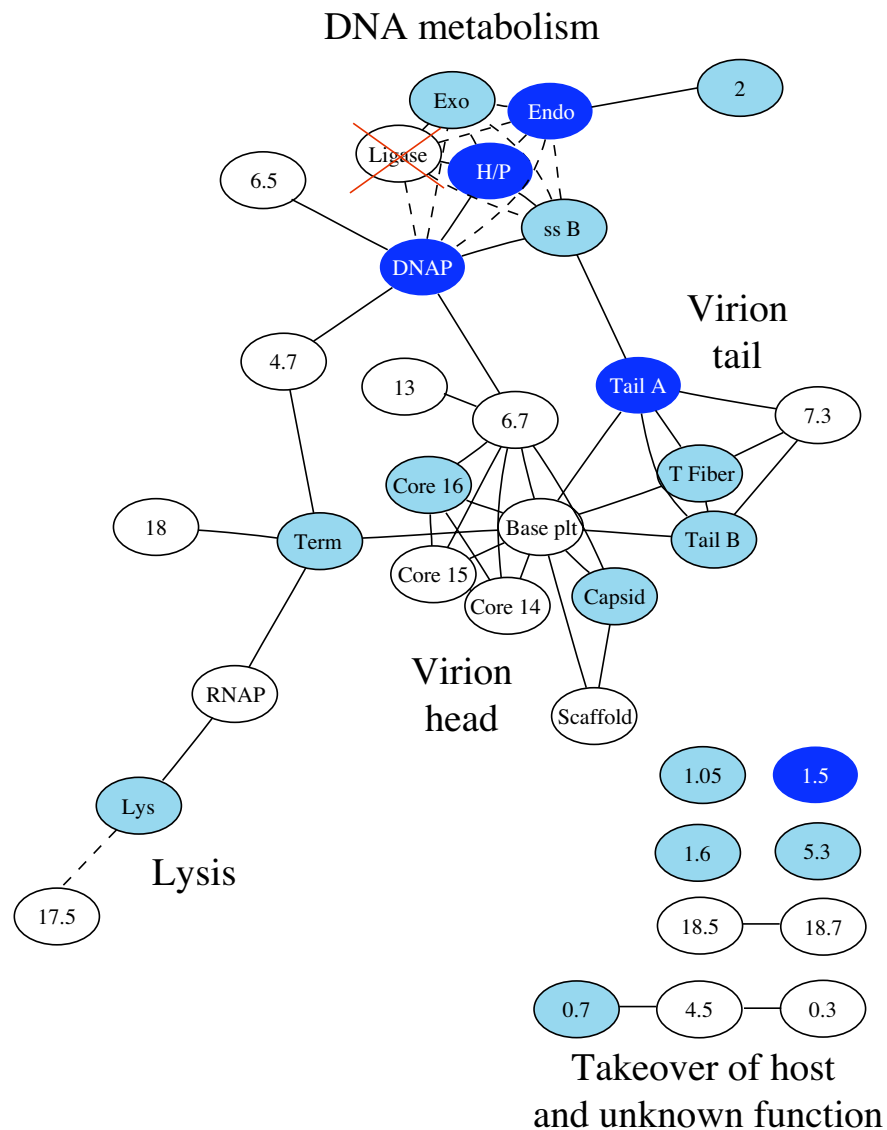 DNA metabolism
Exo
Endo
2
Ligase
H/P
6.5
ss B
DNAP
Virion
tail
4.7
13
Tail A
7.3
6.7
T Fiber
Core 16
18
Term
Base plt
Tail B
Core 15
Core 14
Capsid
Virion
head
RNAP
Scaffold
1.05
1.5
Lys
1.6
5.3
Lysis
17.5
18.5
18.7
0.7
4.5
0.3
Takeover of host
and unknown function